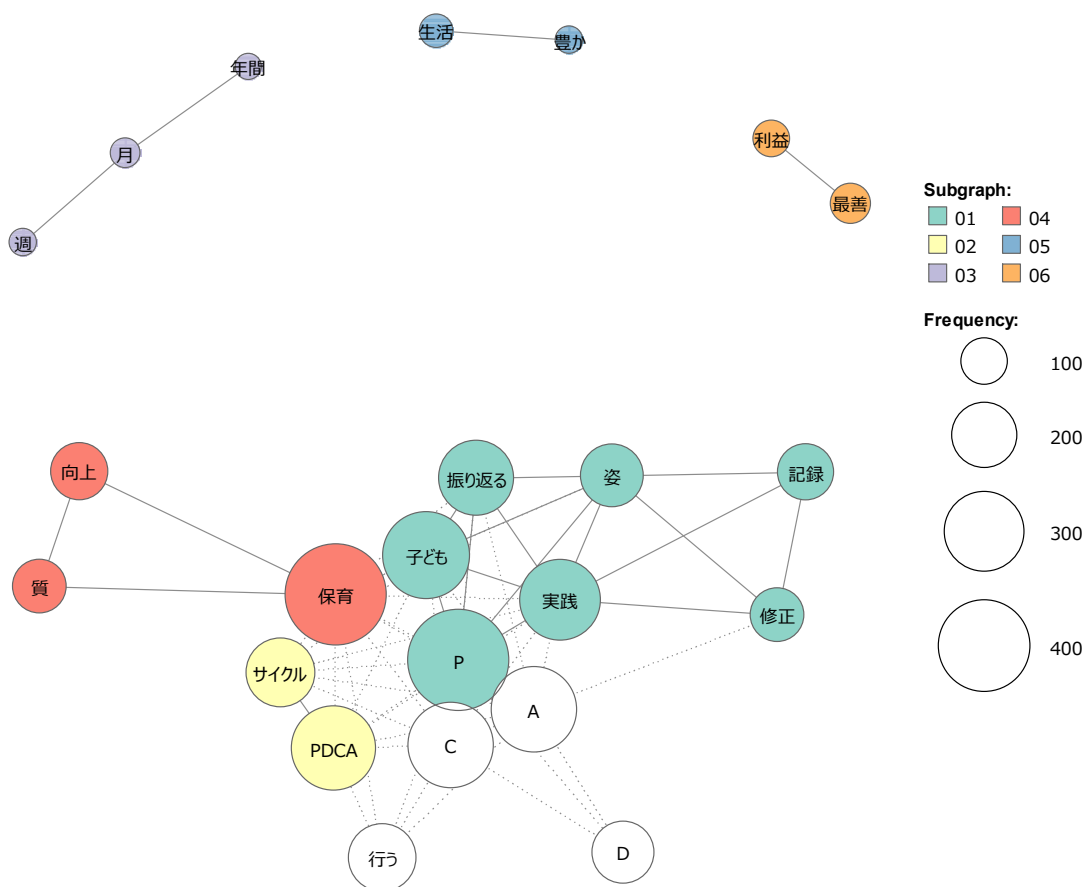 生活
豊か
年間
月
週
利益
最善
Subgraph:
01 04
02 05
03 06
Frequency:
100
200
300
400
向上
振り返る
姿
記録
子ども
質
保育
実践
修正
P
サイクル
A
PDCA
C
行う
D